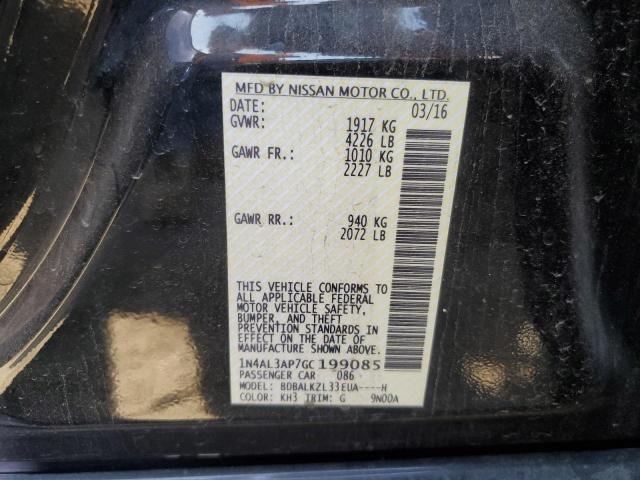 MFD BY NISSAN MOTOR CO., LTD.
DATE: 03/16
GVWR: 1917 KG
4226 LB
GAWR FR.: 1010 KG
2227 LB
GAWR RR.: 940 KG
2072 LB
THIS VEHICLE CONFORMS TO
ALL APPLICABLE FEDERAL
MOTOR VEHICLE SAFETY,
BUMPER, AND THEFT
PREVENTION STANDARDS
IN EFFECT ON THE DATE OF
MANUFACTURE SHOWN ABOVE.
1N4AL3AP7GC199085
PASSENGER CAR 086
MODEL: BDBALKZL33EUA----H
COLOR: KH3 TRIM: G 9N00A